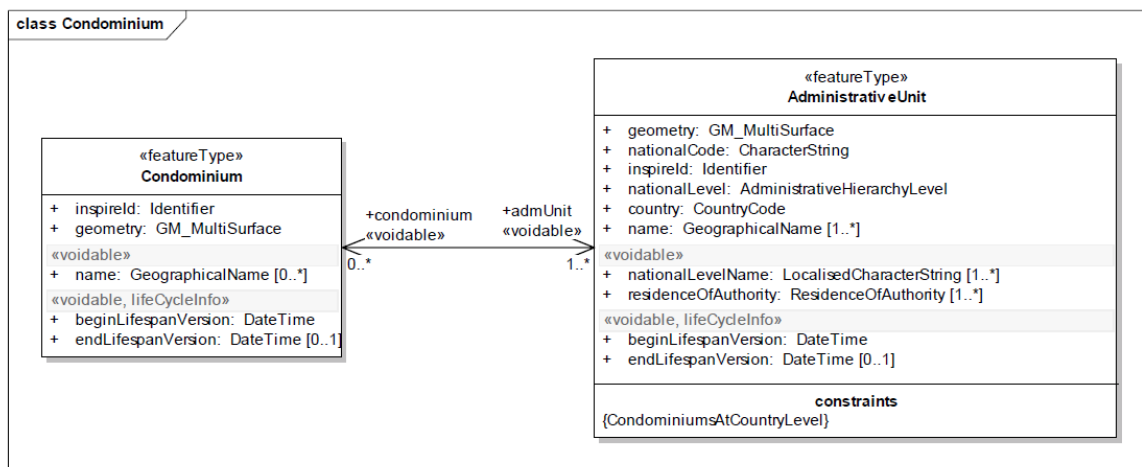 class Condominium
«featureType»
Condominium
+ inspireId: Identifier
+ geometry: GM_MultiSurface
«voidable»
+ name: GeographicalName [0..*]
«voidable, lifeCycleInfo»
+ beginLifespanVersion: DateTime
+ endLifespanVersion: DateTime [0..1]
+condominium
«voidable»
0..*
+admUnit
«voidable»
1..*
«featureType»
AdministrativeUnit
+ geometry: GM_MultiSurface
+ nationalCode: CharacterString
+ inspireId: Identifier
+ nationalLevel: AdministrativeHierarchyLevel
+ country: CountryCode
+ name: GeographicalName [1..*]
«voidable»
+ nationalLevelName: LocalisedCharacterString [1..*]
+ residenceOfAuthority: ResidenceOfAuthority [1..*]
«voidable, lifeCycleInfo»
+ beginLifespanVersion: DateTime
+ endLifespanVersion: DateTime [0..1]
constraints
{CondominiumsAtCountryLevel}